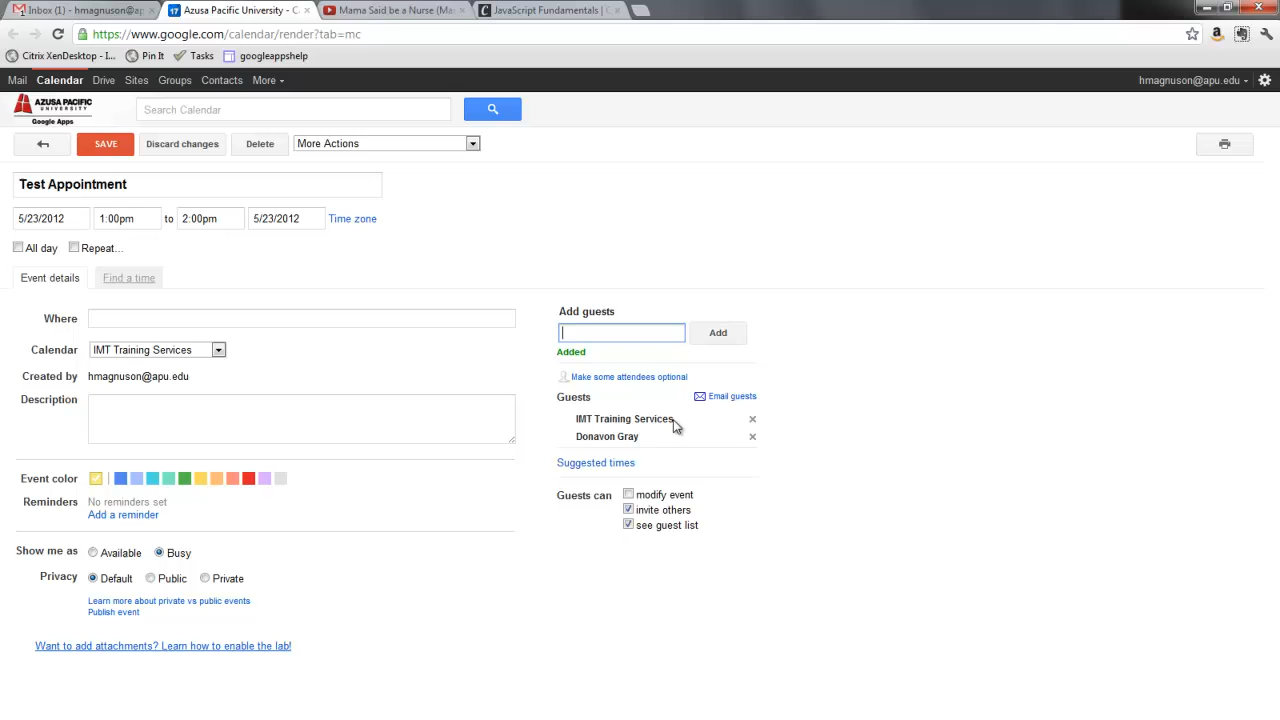 Inbox (1) - hmagnuson@ap
Azusa Pacific University - C
Mama Said be a Nurse (Ma
JavaScript Fundamentals | C
https://www.google.com/calendar/render?tab=mc
Citrix XenDesktop - I...
Pin It
Tasks
googleappshelp
Mail Calendar Drive Sites Groups Contacts More
hmagnuson@apu.edu
AZUSA PACIFIC
UNIVERSITY
Google Apps
Search Calendar
SAVE
Discard changes
Delete
More Actions
Test Appointment
5/23/2012 1:00pm to 2:00pm 5/23/2012 Time zone
All day Repeat...
Event details Find a time
Where
Calendar IMT Training Services
Created by hmagnuson@apu.edu
Description
Event color
Reminders No reminders set
Add a reminder
Show me as Available Busy
Privacy Default Public Private
Learn more about private vs public events
Publish event
Want to add attachments? Learn how to enable the lab!
Add guests
Add
Added
Make some attendees optional
Guests Email guests
IMT Training Services
Donavon Gray
Suggested times
Guests can modify event
invite others
see guest list